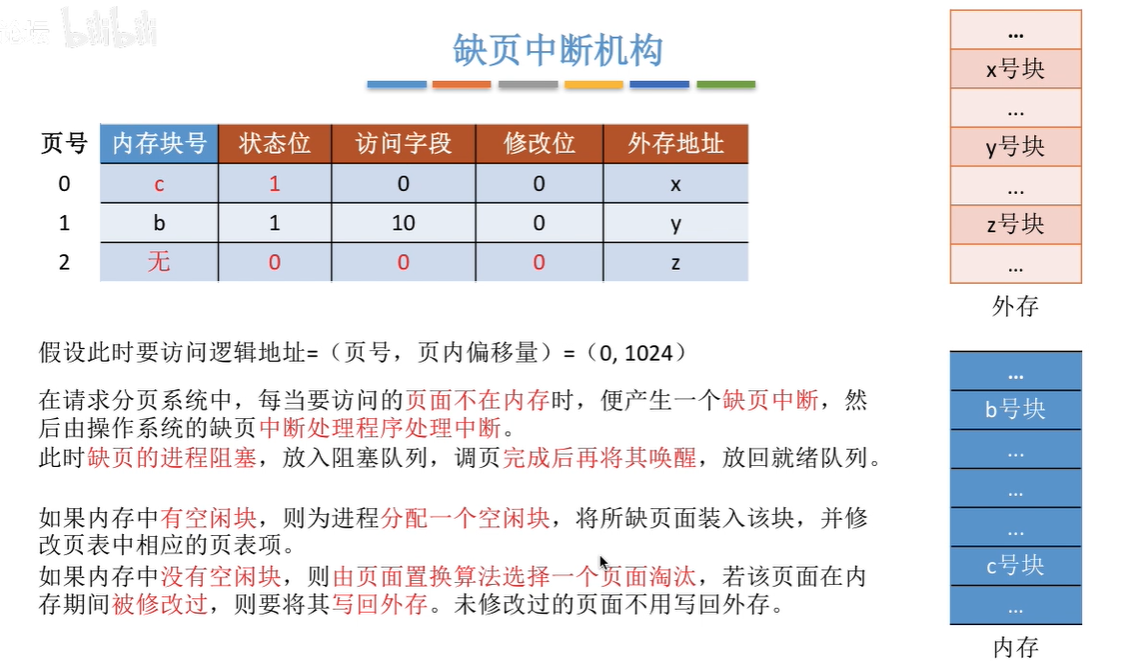 论坛 bilibili
缺页中断机构
页号 内存块号 状态位 访问字段 修改位 外存地址
0 c 1 0 0 x
1 b 1 10 0 y
2 无 0 0 0 z
假设此时要访问逻辑地址=（页号，页内偏移量）=（0, 1024）
在请求分页系统中，每当要访问的页面不在内存时，便产生一个缺页中断，然
后由操作系统的缺页中断处理程序处理中断。
此时缺页的进程阻塞，放入阻塞队列，调页完成后再将其唤醒，放回就绪队列。
如果内存中有空闲块，则为进程分配一个空闲块，将所缺页面装入该块，并修
改页表中相应的页表项。
如果内存中没有空闲块，则由页面置换算法选择一个页面淘汰，若该页面在内
存期间被修改过，则要将其写回外存。未修改过的页面不用写回外存。
...
x号块
...
y号块
...
z号块
...
外存
...
b号块
...
...
...
c号块
...
内存